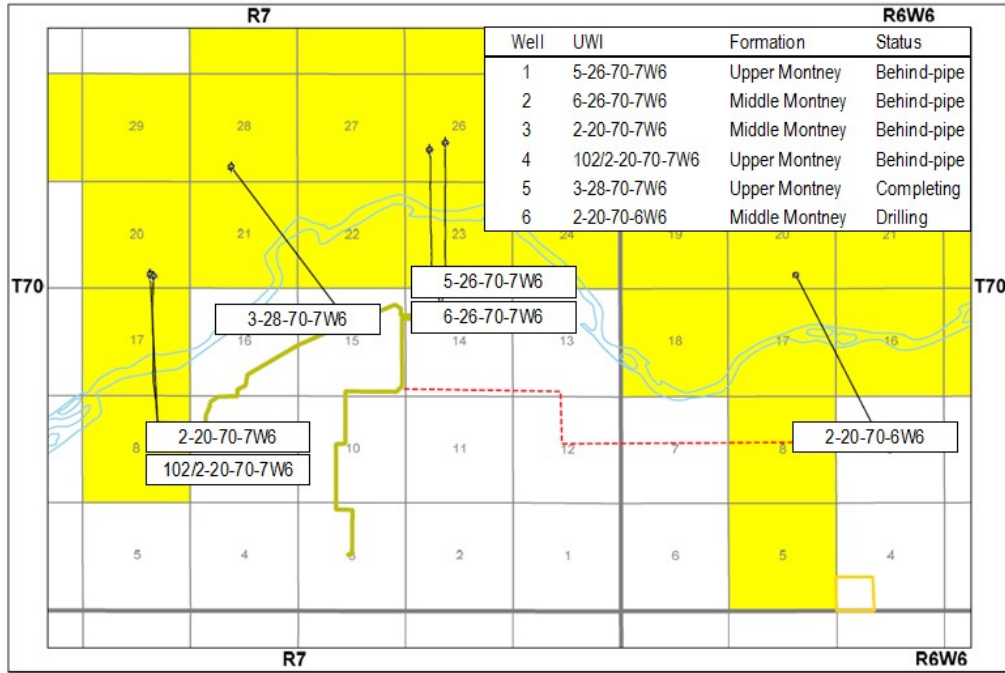 R7 R6W6
Well UWI Formation Status
1 5-26-70-7W6 Upper Montney Behind-pipe
2 6-26-70-7W6 Middle Montney Behind-pipe
3 2-20-70-7W6 Middle Montney Behind-pipe
4 102/2-20-70-7W6 Upper Montney Behind-pipe
5 3-28-70-7W6 Upper Montney Completing
6 2-20-70-6W6 Middle Montney Drilling
29 28 27 26
20 21 22 23 24 19 20
T70 T70
5-26-70-7W6
6-26-70-7W6
3-28-70-7W6
17 16 15 14 13 18 17 16
2-20-70-7W6
102/2-20-70-7W6
2-20-70-6W6
8 10 11 12 7 8
5 4 3 2 1 6 5 4
R7 R6W6